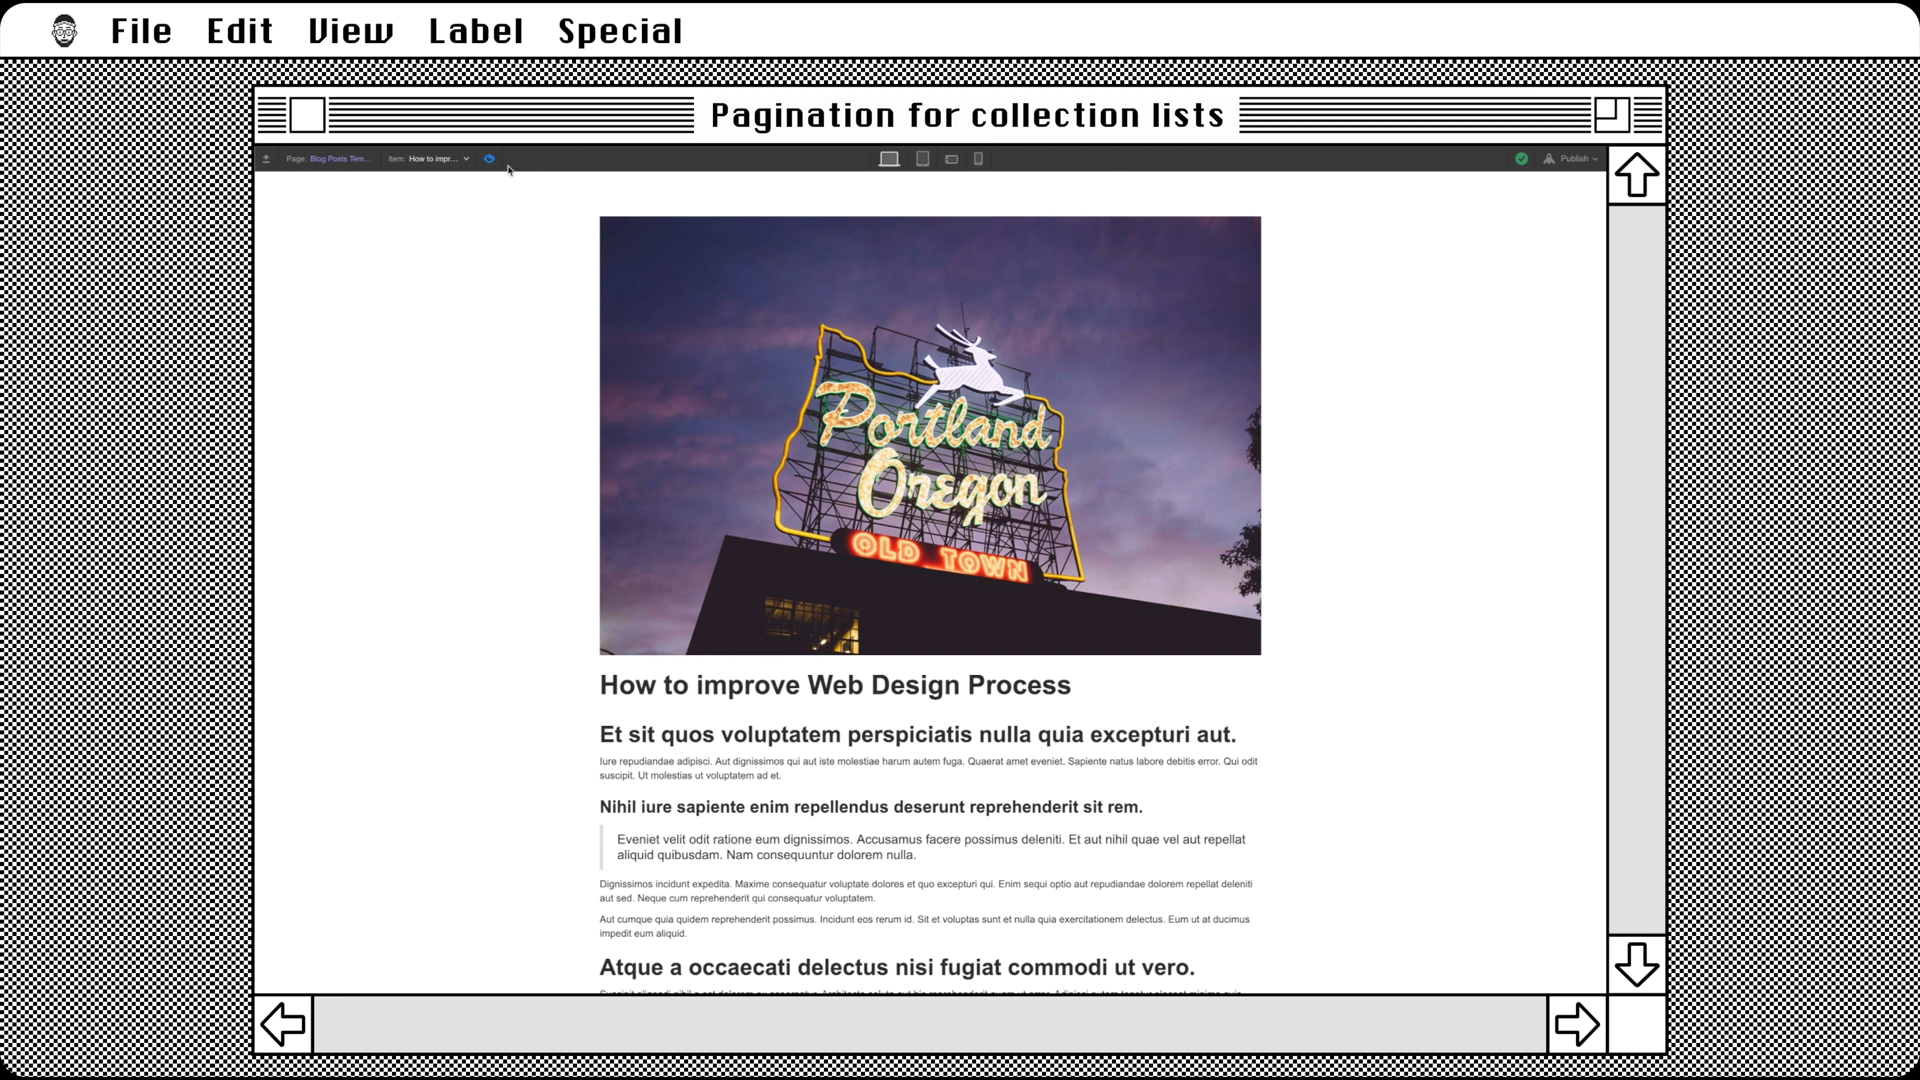 File Edit View Label Special
Pagination for collection lists
Page: Blog Posts Tem... Item: How to impr... Publish
Portland
Oregon
OLD TOWN
How to improve Web Design Process
Et sit quos voluptatem perspiciatis nulla quia excepturi aut.
Iure repudiandae adipisci. Aut dignissimos qui aut iste molestiae harum autem fuga. Quaerat amet eveniet. Sapiente natus labore debitis error. Qui odit
suscipit. Ut molestias ut voluptatem ad et.
Nihil iure sapiente enim repellendus deserunt reprehenderit sit rem.
Eveniet velit odit ratione eum dignissimos. Accusamus facere possimus deleniti. Et aut nihil quae vel aut repellat
aliquid quibusdam. Nam consequuntur dolorem nulla.
Dignissimos incidunt expedita. Maxime consequatur voluptate dolores et quo excepturi qui. Enim sequi optio aut repudiandae dolorem repellat deleniti
aut sed. Neque cum reprehenderit qui consequatur voluptatem.
Aut cumque quia quidem reprehenderit possimus. Incidunt eos rerum id. Sit et voluptas sunt et nulla quia exercitationem delectus. Eum ut at ducimus
impedit eum aliquid.
Atque a occaecati delectus nisi fugiat commodi ut vero.